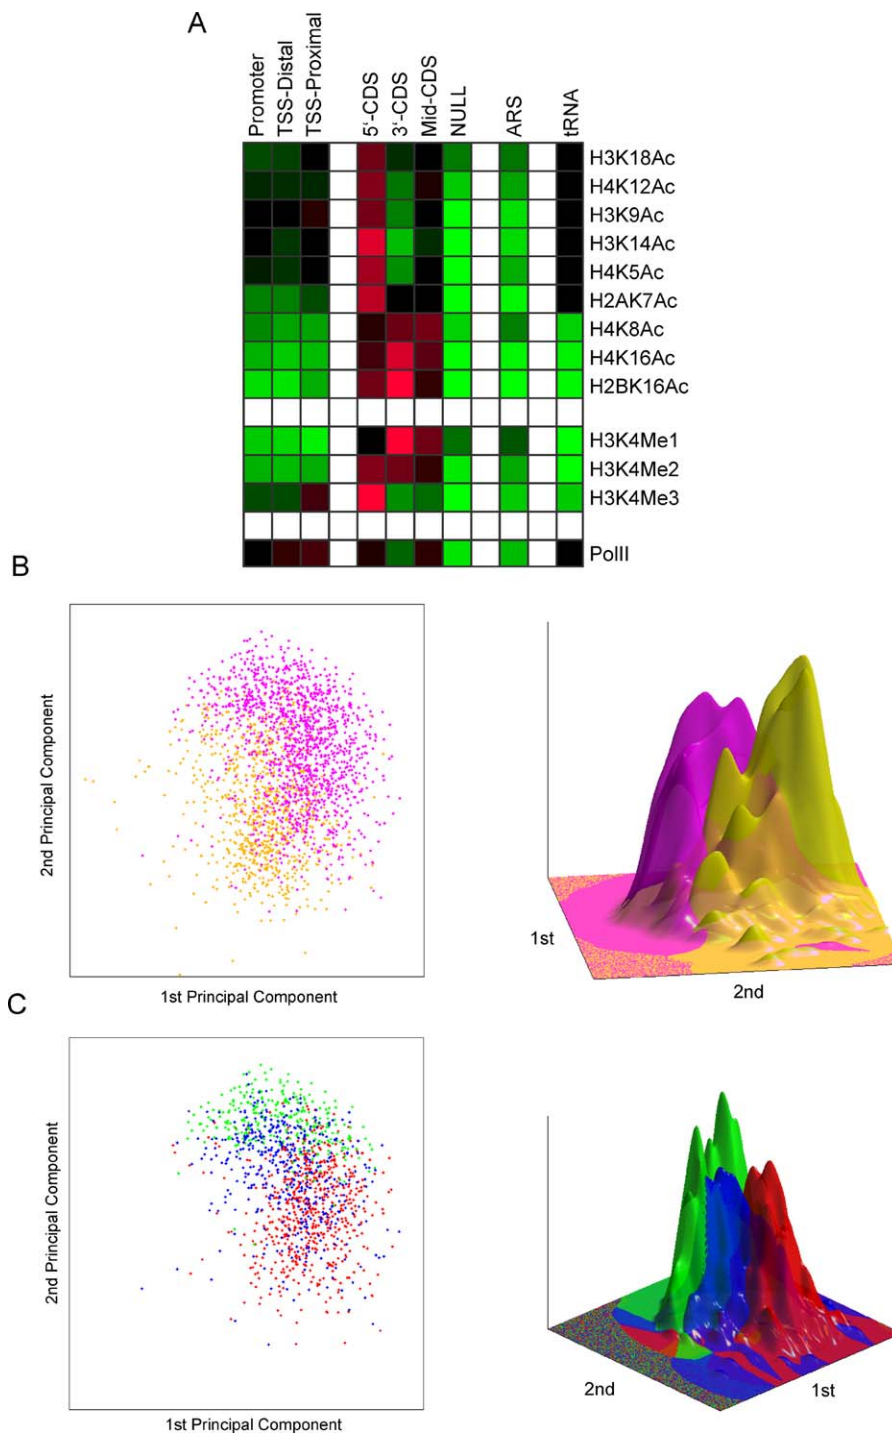 A
Promoter
TSS-Distal
TSS-Proximal
5'-CDS
3'-CDS
Mid-CDS
NULL
ARS
tRNA
H3K18Ac
H4K12Ac
H3K9Ac
H3K14Ac
H4K5Ac
H2AK7Ac
H4K8Ac
H4K16Ac
H2BK16Ac
H3K4Me1
H3K4Me2
H3K4Me3
PolII
B
2nd Principal Component
1st Principal Component
1st
2nd
C
2nd Principal Component
1st Principal Component
2nd
1st